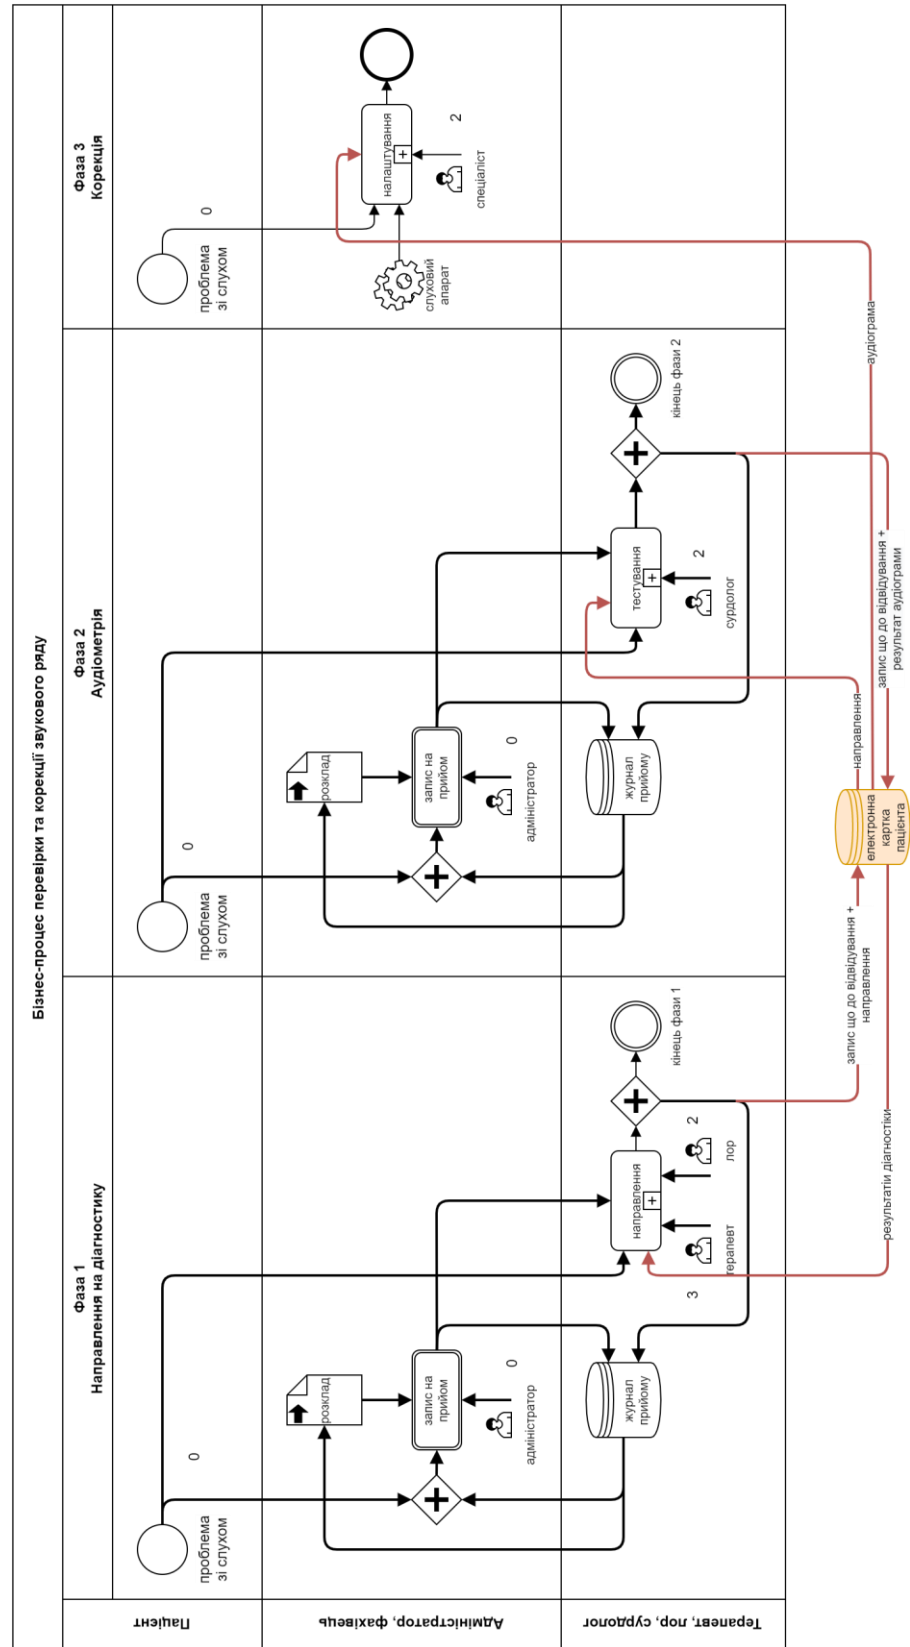 Бізнес-процес перевірки та корекції звукового ряду
Фаза 1
Направлення на діагностику
Фаза 2
Аудіометрія
Фаза 3
Корекція
Пацієнт
Адміністратор, фахівець
Терапевт, лор, сурдолог
проблема
зі слухом
0
розклад
запис на
прийом
0
адміністратор
журнал
прийому
направлення
3
терапевт
2
лор
кінець фази 1
проблема
зі слухом
0
розклад
запис на
прийом
0
адміністратор
журнал
прийому
тестування
2
сурдолог
кінець фази 2
проблема
зі слухом
0
слуховий
апарат
налаштування
2
спеціаліст
результатіи діагностіки
запис що до відвідування +
направлення
електронна
картка
пацієнта
направлення
запис що до відвідування +
результат аудіограми
аудіограма